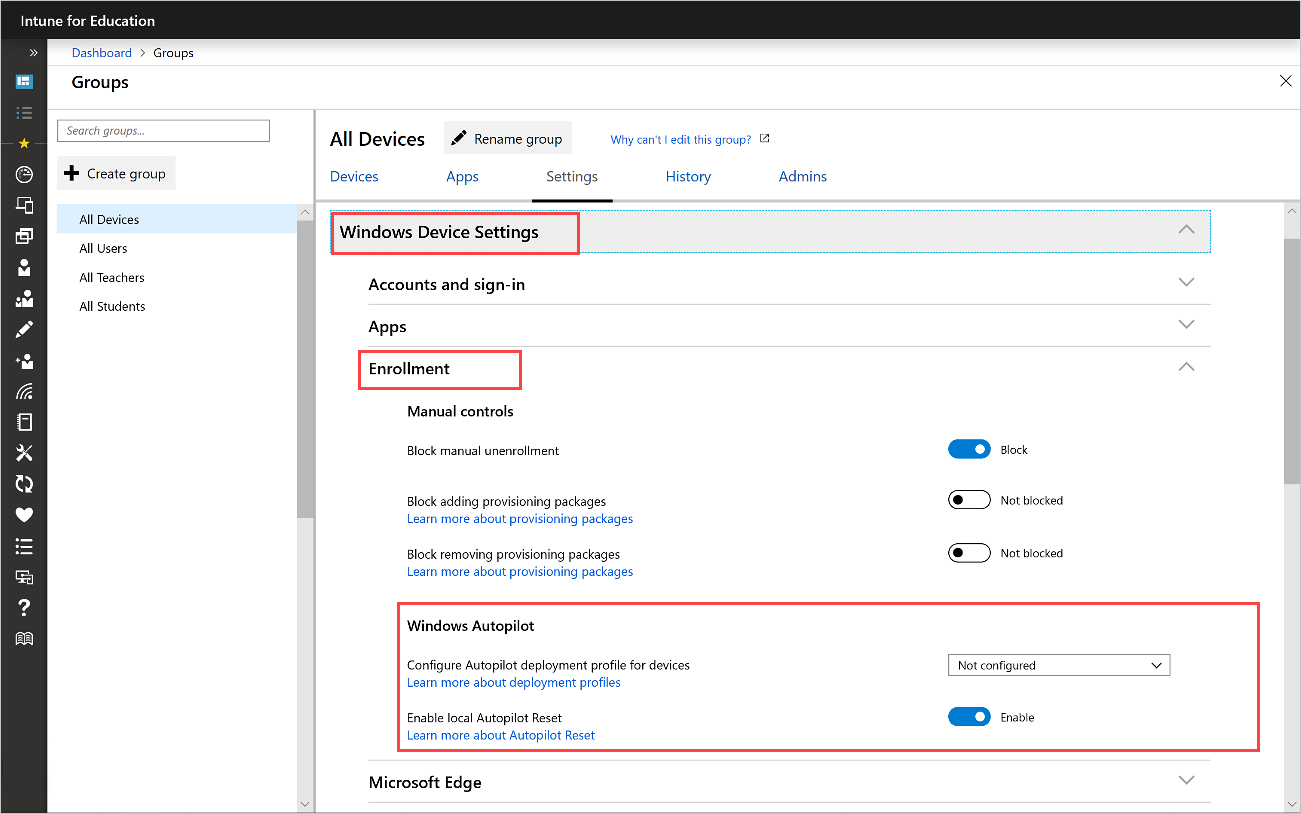 Intune for Education
Dashboard > Groups
Groups
Search groups...
Create group
All Devices
All Users
All Teachers
All Students
All Devices
Rename group
Why can't I edit this group?
Devices
Apps
Settings
History
Admins
Windows Device Settings
Accounts and sign-in
Apps
Enrollment
Manual controls
Block manual unenrollment
Block
Block adding provisioning packages
Not blocked
Learn more about provisioning packages
Block removing provisioning packages
Not blocked
Learn more about provisioning packages
Windows Autopilot
Configure Autopilot deployment profile for devices
Not configured
Learn more about deployment profiles
Enable local Autopilot Reset
Enable
Learn more about Autopilot Reset
Microsoft Edge